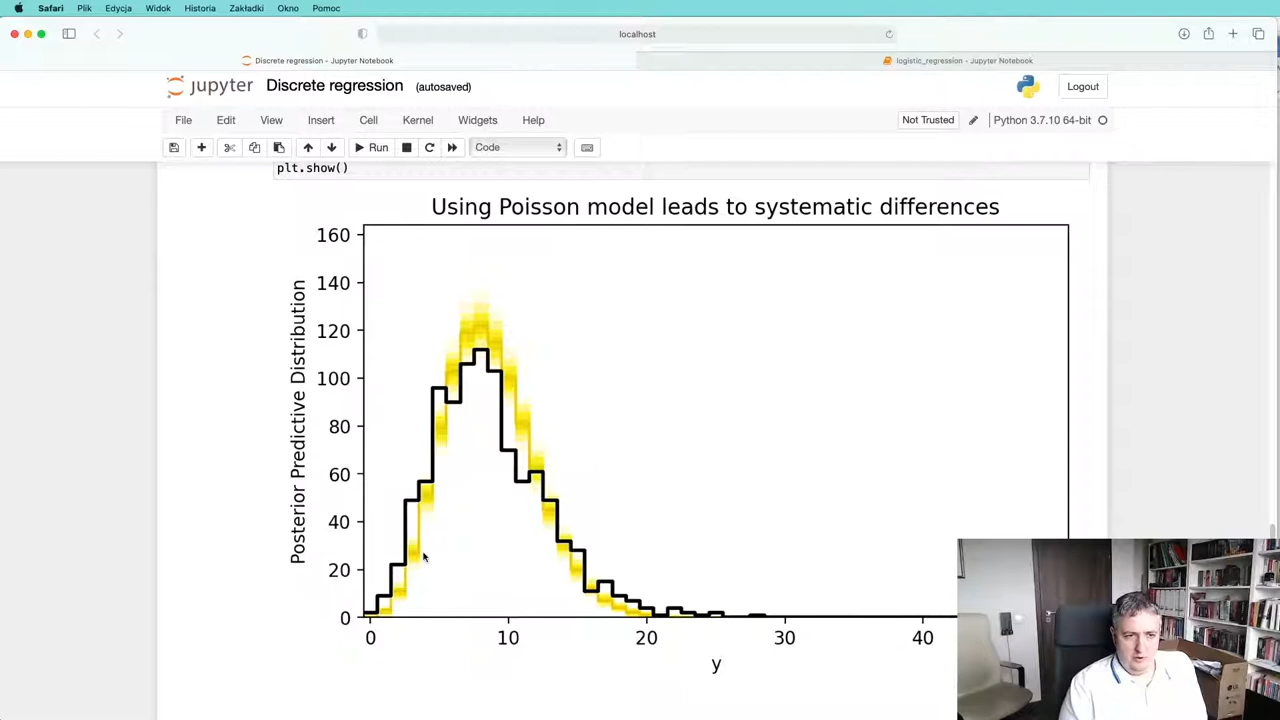 Safari Plik Edycja Widok Historia Zakładki Okno Pomoc
localhost
Discrete regression - Jupyter Notebook
logistic_regression - Jupyter Notebook
jupyter Discrete regression (autosaved)
Logout
File Edit View Insert Cell Kernel Widgets Help
Not Trusted
Python 3.7.10 64-bit
Run
Code
plt.show()
Using Poisson model leads to systematic differences
Posterior Predictive Distribution
160
140
120
100
80
60
40
20
0
0 10 20 30 40
y